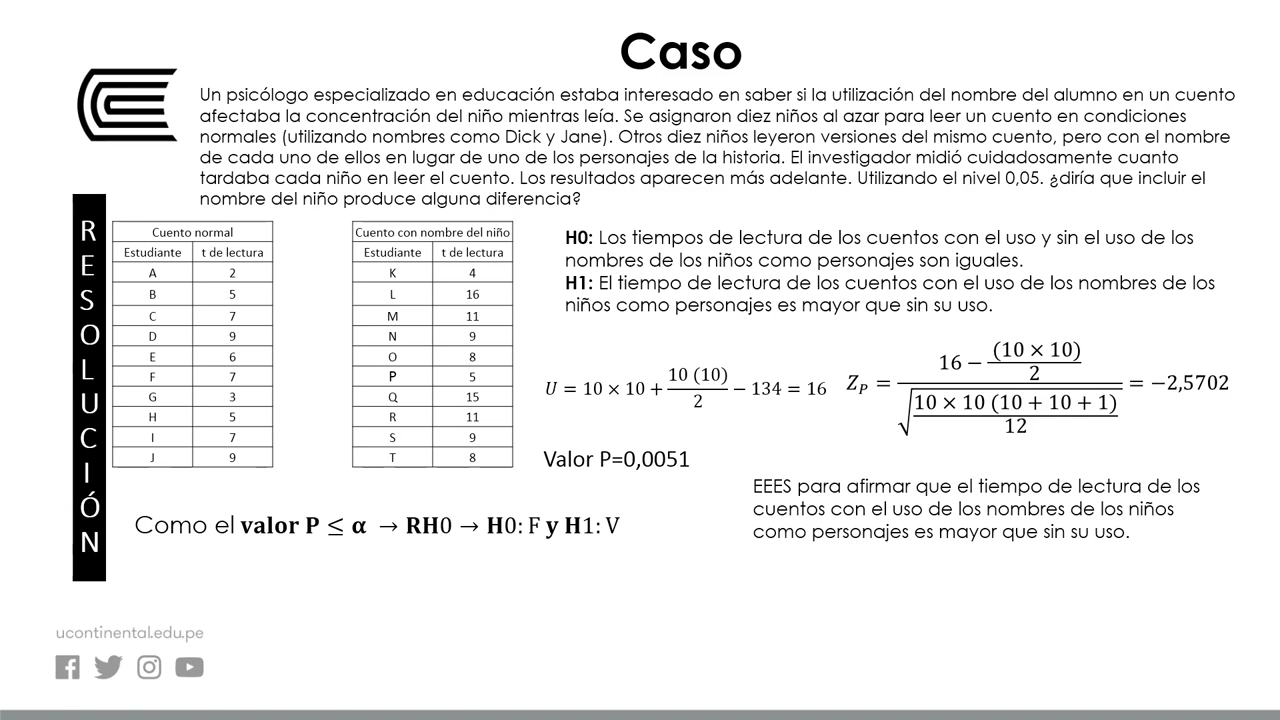 Caso
Un psicólogo especializado en educación estaba interesado en saber si la utilización del nombre del alumno en un cuento
afectaba la concentración del niño mientras leía. Se asignaron diez niños al azar para leer un cuento en condiciones
normales (utilizando nombres como Dick y Jane). Otros diez niños leyeron versiones del mismo cuento, pero con el nombre
de cada uno de ellos en lugar de uno de los personajes de la historia. El investigador midió cuidadosamente cuanto
tardaba cada niño en leer el cuento. Los resultados aparecen más adelante. Utilizando el nivel 0,05. ¿diría que incluir el
nombre del niño produce alguna diferencia?
RESOLUCIÓN
Cuento normal
Estudiante t de lectura
A 2
B 5
C 7
D 9
E 6
F 7
G 3
H 5
I 7
J 9
Cuento con nombre del niño
Estudiante t de lectura
K 4
L 16
M 11
N 9
O 8
P 5
Q 15
R 11
S 9
T 8
H0: Los tiempos de lectura de los cuentos con el uso y sin el uso de los
nombres de los niños como personajes son iguales.
H1: El tiempo de lectura de los cuentos con el uso de los nombres de los
niños como personajes es mayor que sin su uso.
U = 10 × 10 + 10 (10)/2 − 134 = 16
Z_P = (16 − (10 × 10)/2) / √(10 × 10 (10 + 10 + 1)/12) = −2,5702
Valor P=0,0051
Como el valor P ≤ α → RH0 → H0: F y H1: V
EEES para afirmar que el tiempo de lectura de los
cuentos con el uso de los nombres de los niños
como personajes es mayor que sin su uso.
ucontinental.edu.pe